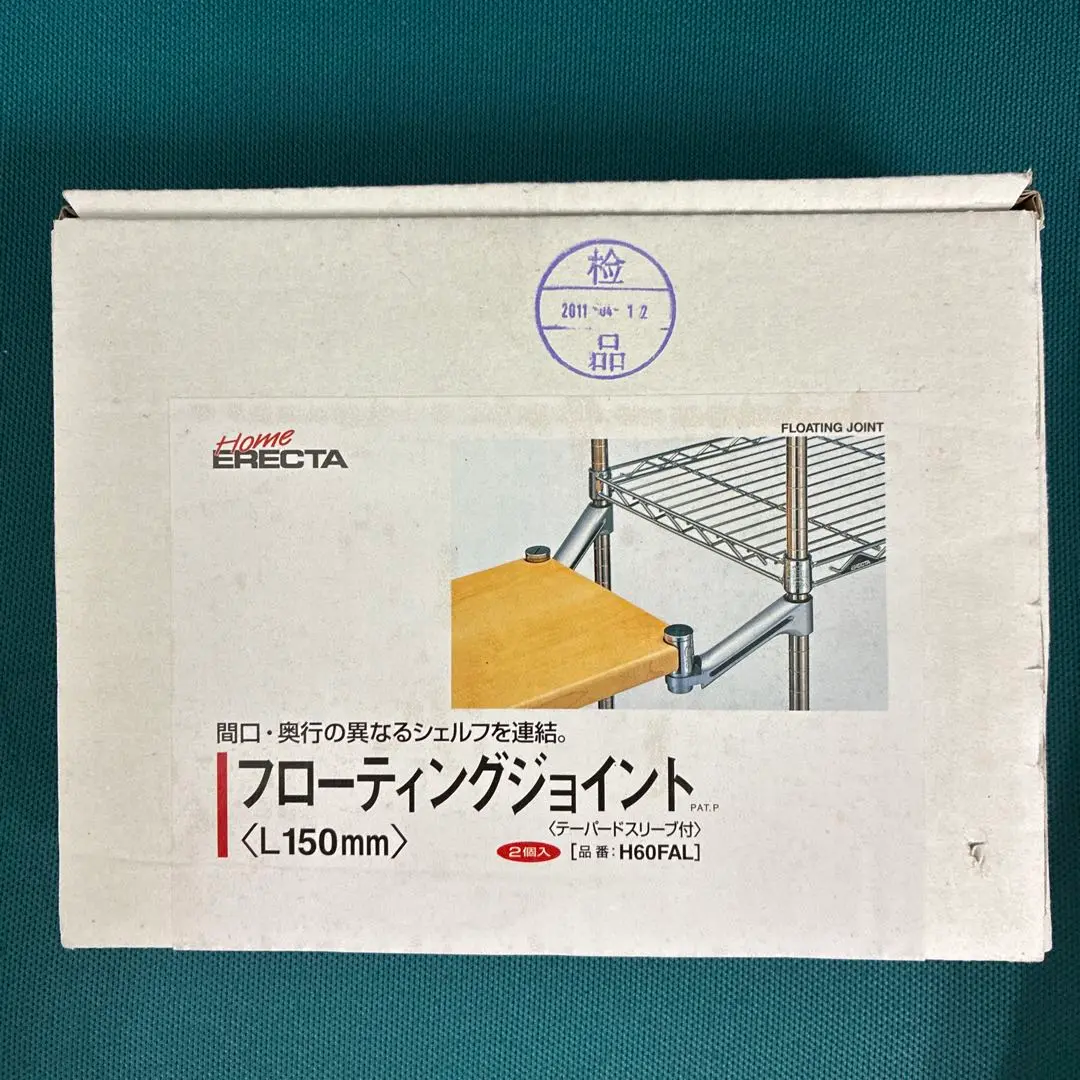 検
2011-04-12
品
Home
ERECTA
FLOATING JOINT
間口・奥行の異なるシェルフを連結。
フローティングジョイント PAT.P
〈L150mm〉
〈テーパードスリーブ付〉
2個入 [品番:H60FAL]